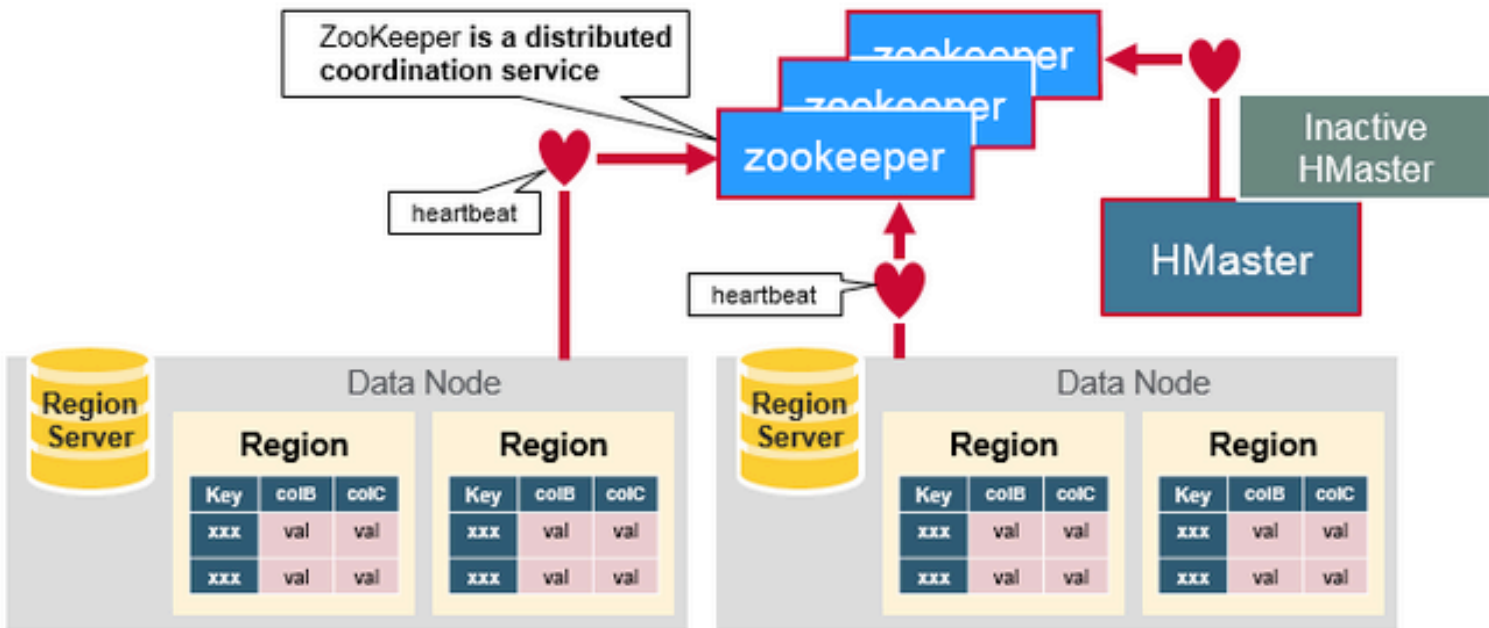 ZooKeeper is a distributed
coordination service
zookeeper
zookeeper
zookeeper
Inactive
HMaster
HMaster
heartbeat
heartbeat
Region
Server
Data Node
Region
Key colB colC
xxx val val
xxx val val
Region
Key colB colC
xxx val val
xxx val val
Region
Server
Data Node
Region
Key colB colC
xxx val val
xxx val val
Region
Key colB colC
xxx val val
xxx val val